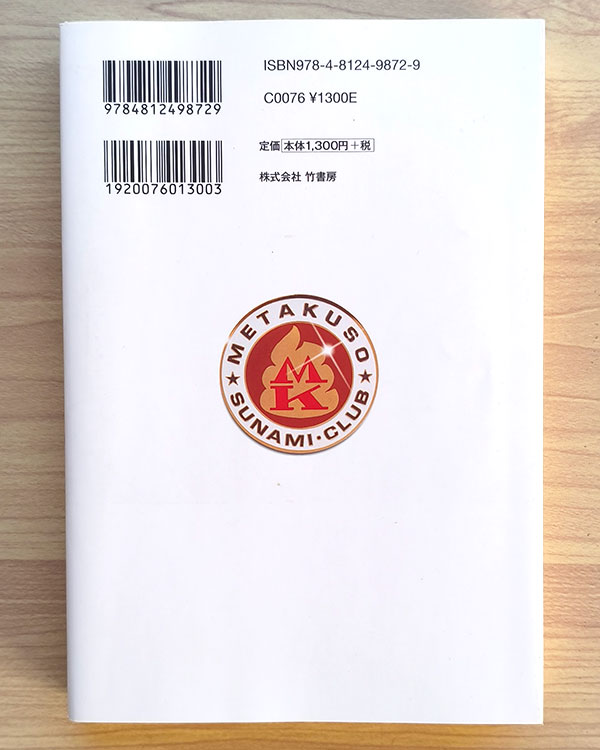 ISBN978-4-8124-9872-9
9784812498729
C0076 ¥1300E
定価 本体1,300円+税
1920076013003
株式会社 竹書房
METAKUSO
MK
★SUNAMI・CLUB★